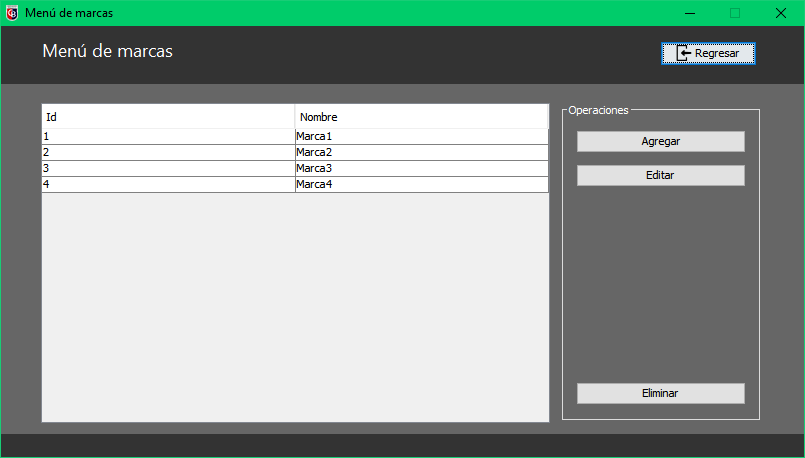 Menú de marcas
Menú de marcas
Regresar
Id Nombre
1 Marca1
2 Marca2
3 Marca3
4 Marca4
Operaciones
Agregar
Editar
Eliminar